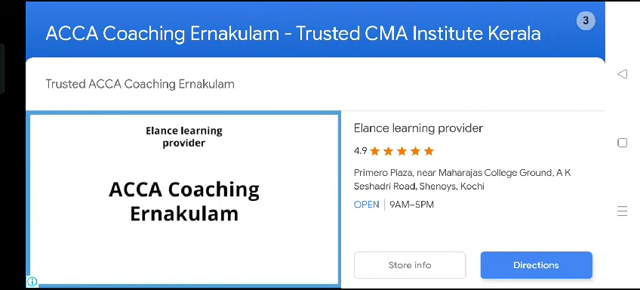 ACCA Coaching Ernakulam - Trusted CMA Institute Kerala
3
Trusted ACCA Coaching Ernakulam
Elance learning
provider
ACCA Coaching
Ernakulam
Elance learning provider
4.9
Primero Plaza, near Maharajas College Ground, A K
Seshadri Road, Shenoys, Kochi
OPEN | 9AM–5PM
Store info
Directions